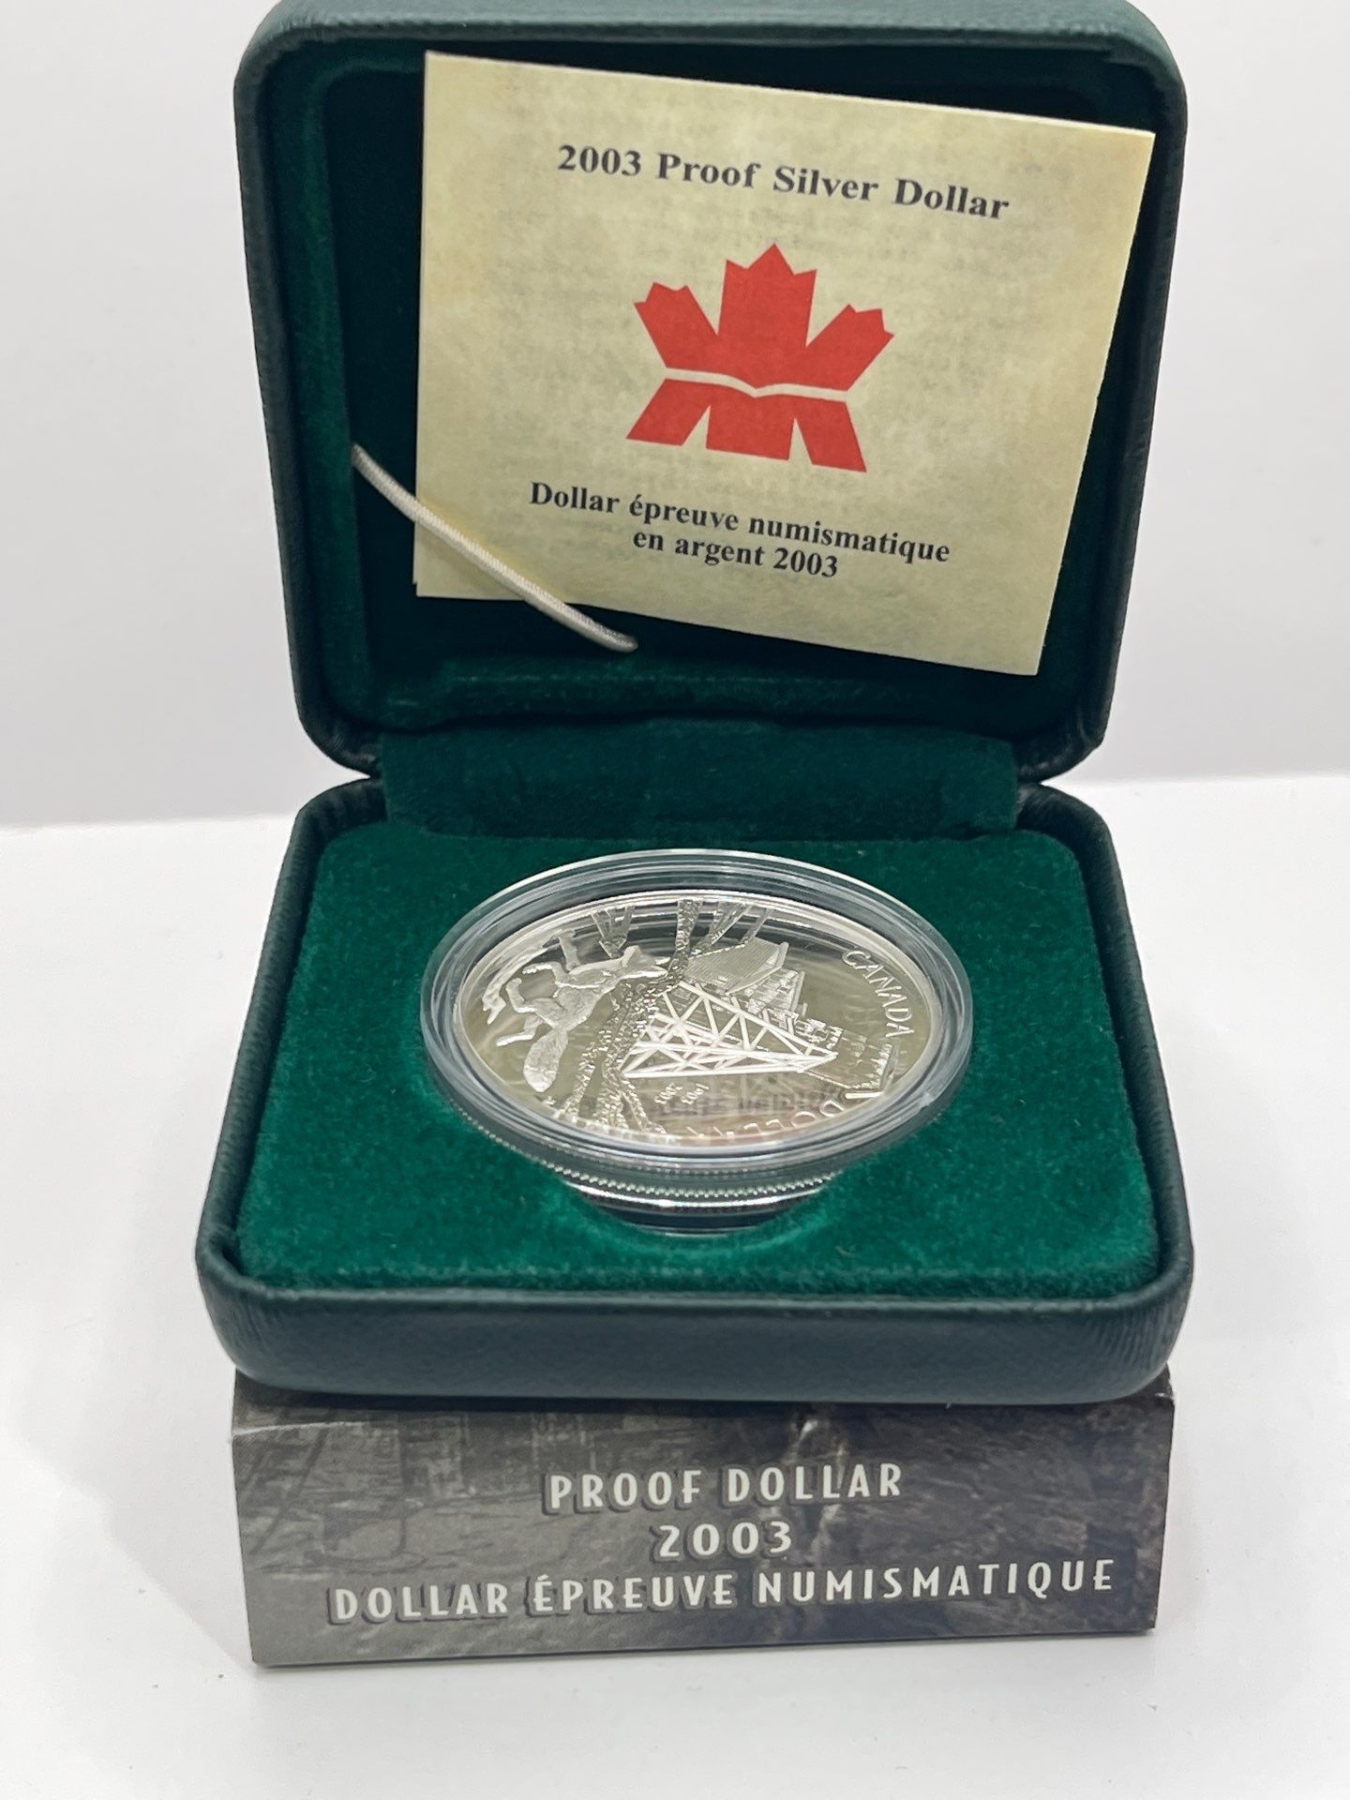 2003 Proof Silver Dollar
Dollar épreuve numismatique
en argent 2003
CANADA
PROOF DOLLAR
2003
DOLLAR ÉPREUVE NUMISMATIQUE